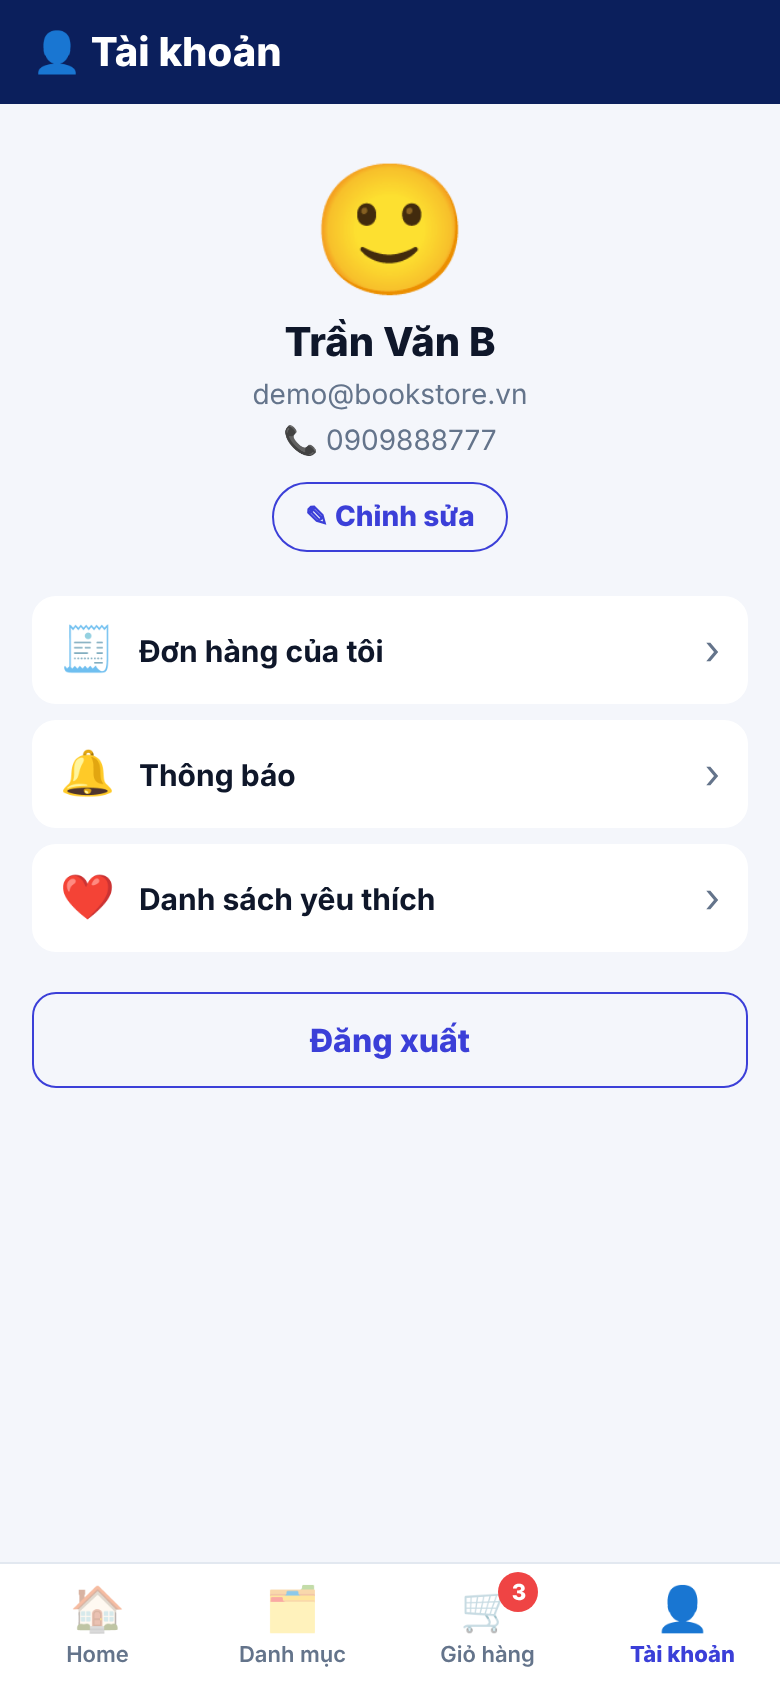 Tài khoản
Trần Văn B
demo@bookstore.vn
0909888777
✎ Chỉnh sửa
Đơn hàng của tôi
Thông báo
Danh sách yêu thích
Đăng xuất
3
Home
Danh mục
Giỏ hàng
Tài khoản